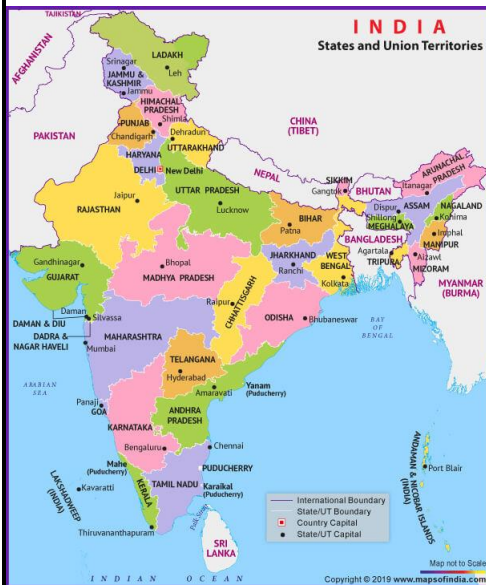 INDIA
States and Union Territories
TAJIKISTAN
AFGHANISTAN
PAKISTAN
CHINA
(TIBET)
NEPAL
BHUTAN
BANGLADESH
MYANMAR
(BURMA)
SRI
LANKA
LADAKH
Leh
Srinagar
JAMMU &
KASHMIR
Jammu
HIMACHAL
PRADESH
Shimla
PUNJAB
Chandigarh
Dehradun
UTTARAKHAND
HARYANA
DELHI
New Delhi
RAJASTHAN
Jaipur
UTTAR PRADESH
Lucknow
BIHAR
Patna
SIKKIM
Gangtok
ARUNACHAL
PRADESH
Itanagar
ASSAM
Dispur
NAGALAND
Kohima
Shillong
MEGHALAYA
Imphal
MANIPUR
Agartala
TRIPURA
Aizawl
MIZORAM
GUJARAT
Gandhinagar
MADHYA PRADESH
Bhopal
JHARKHAND
Ranchi
WEST
BENGAL
Kolkata
CHHATTISGARH
Raipur
ODISHA
Bhubaneswar
Daman
Silvassa
DAMAN & DIU
DADRA &
NAGAR HAVELI
MAHARASHTRA
Mumbai
TELANGANA
Hyderabad
Yanam
(Puducherry)
Amaravati
ANDHRA
PRADESH
Panaji
GOA
KARNATAKA
Bengaluru
Chennai
Mahe
(Puducherry)
PUDUCHERRY
Karaikal
(Puducherry)
KERALA
TAMIL NADU
Thiruvananthapuram
LAKSHADWEEP
(INDIA)
Kavaratti
ANDAMAN & NICOBAR ISLANDS
(INDIA)
Port Blair
ARABIAN
SEA
BAY
OF
BENGAL
INDIAN OCEAN
International Boundary
State/UT Boundary
Country Capital
State/UT Capital
Map not to Scale
Copyright © 2019 www.mapsofindia.com